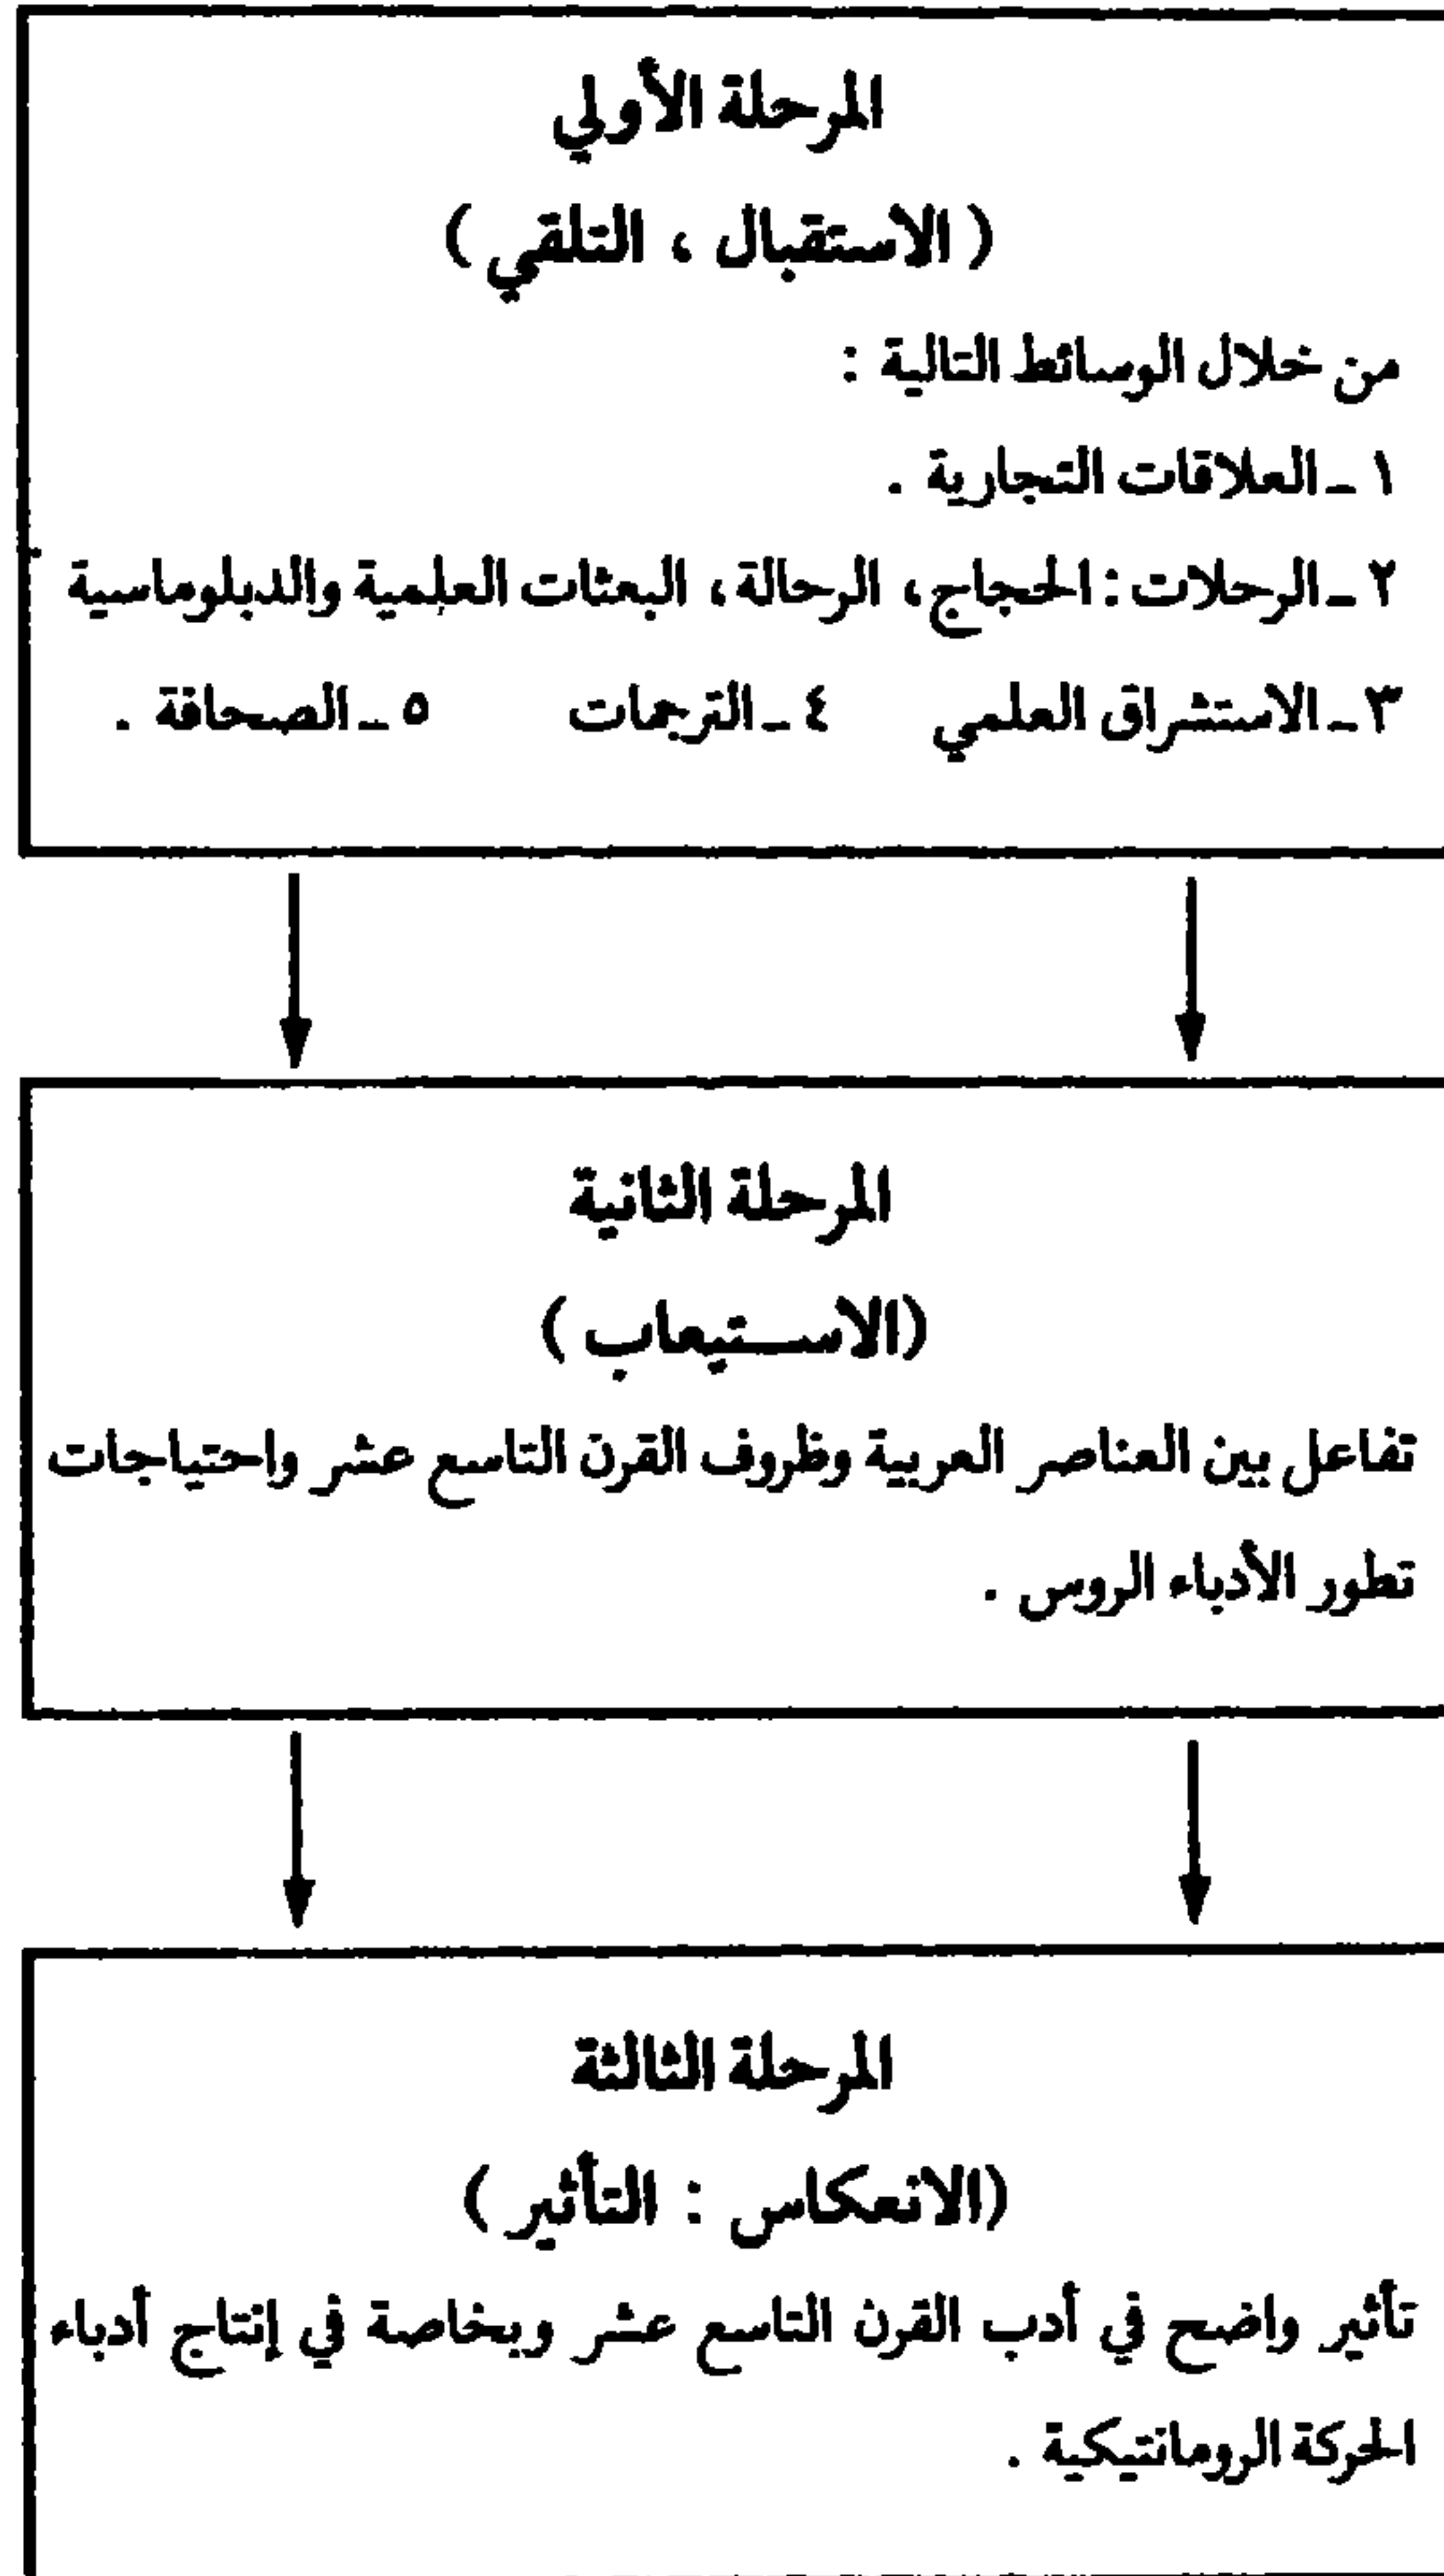 المرحلة الأولي
( الاستقبال ، التلقي )
من خلال الوسائط التالية :
١ ـ العلاقات التجارية .
٢ ـ الرحلات : الحجاج، الرحالة، البعثات العلمية والدبلوماسية
٣ ـ الاستشراق العلمي ٤ ـ الترجمات ٥ ـ الصحافة .
المرحلة الثانية
(الاســتيعاب )
تفاعل بين العناصر العربية وظروف القرن التاسع عشر واحتياجات
تطور الأدباء الروس .
المرحلة الثالثة
(الانعكاس : التأثير )
تأثير واضح في أدب القرن التاسع عشر وبخاصة في إنتاج أدباء
الحركة الرومانتيكية .